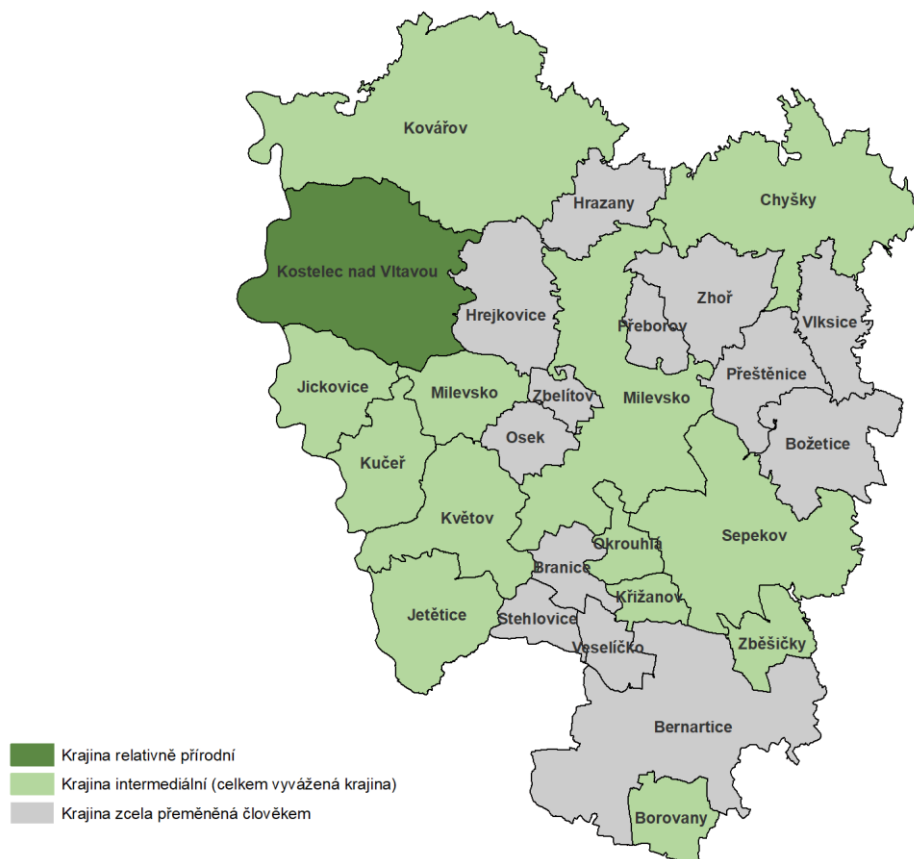 Kovářov
Chyšky
Hrazany
Kostelec nad Vltavou
Zhoř
Hrejkovice
Přeborov
Vlksice
Přeštěnice
Jickovice
Milevsko
Zbelítov
Milevsko
Osek
Božetice
Kučeř
Květov
Sepekov
Okrouhlá
Branice
Křižanov
Jetětice
Stehlovice
Veselíčko
Zběšičky
Bernartice
Borovany
Krajina relativně přírodní
Krajina intermediální (celkem vyvážená krajina)
Krajina zcela přeměněná člověkem